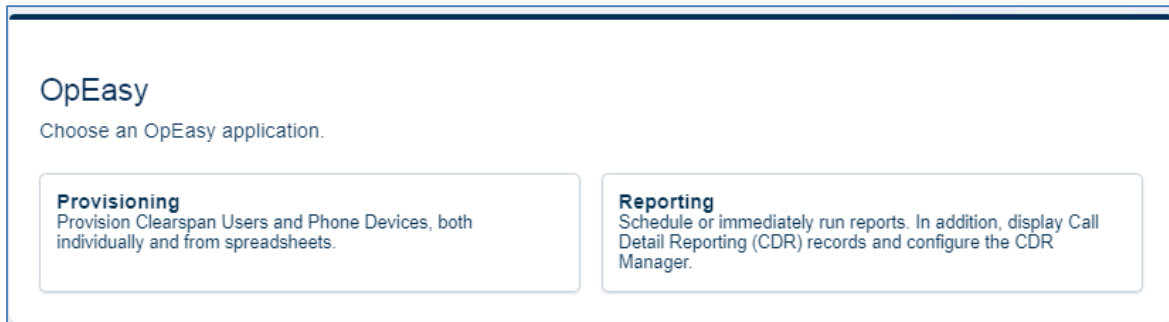 OpEasy
Choose an OpEasy application.
Provisioning
Provision Clearspan Users and Phone Devices, both
individually and from spreadsheets.
Reporting
Schedule or immediately run reports. In addition, display Call
Detail Reporting (CDR) records and configure the CDR
Manager.